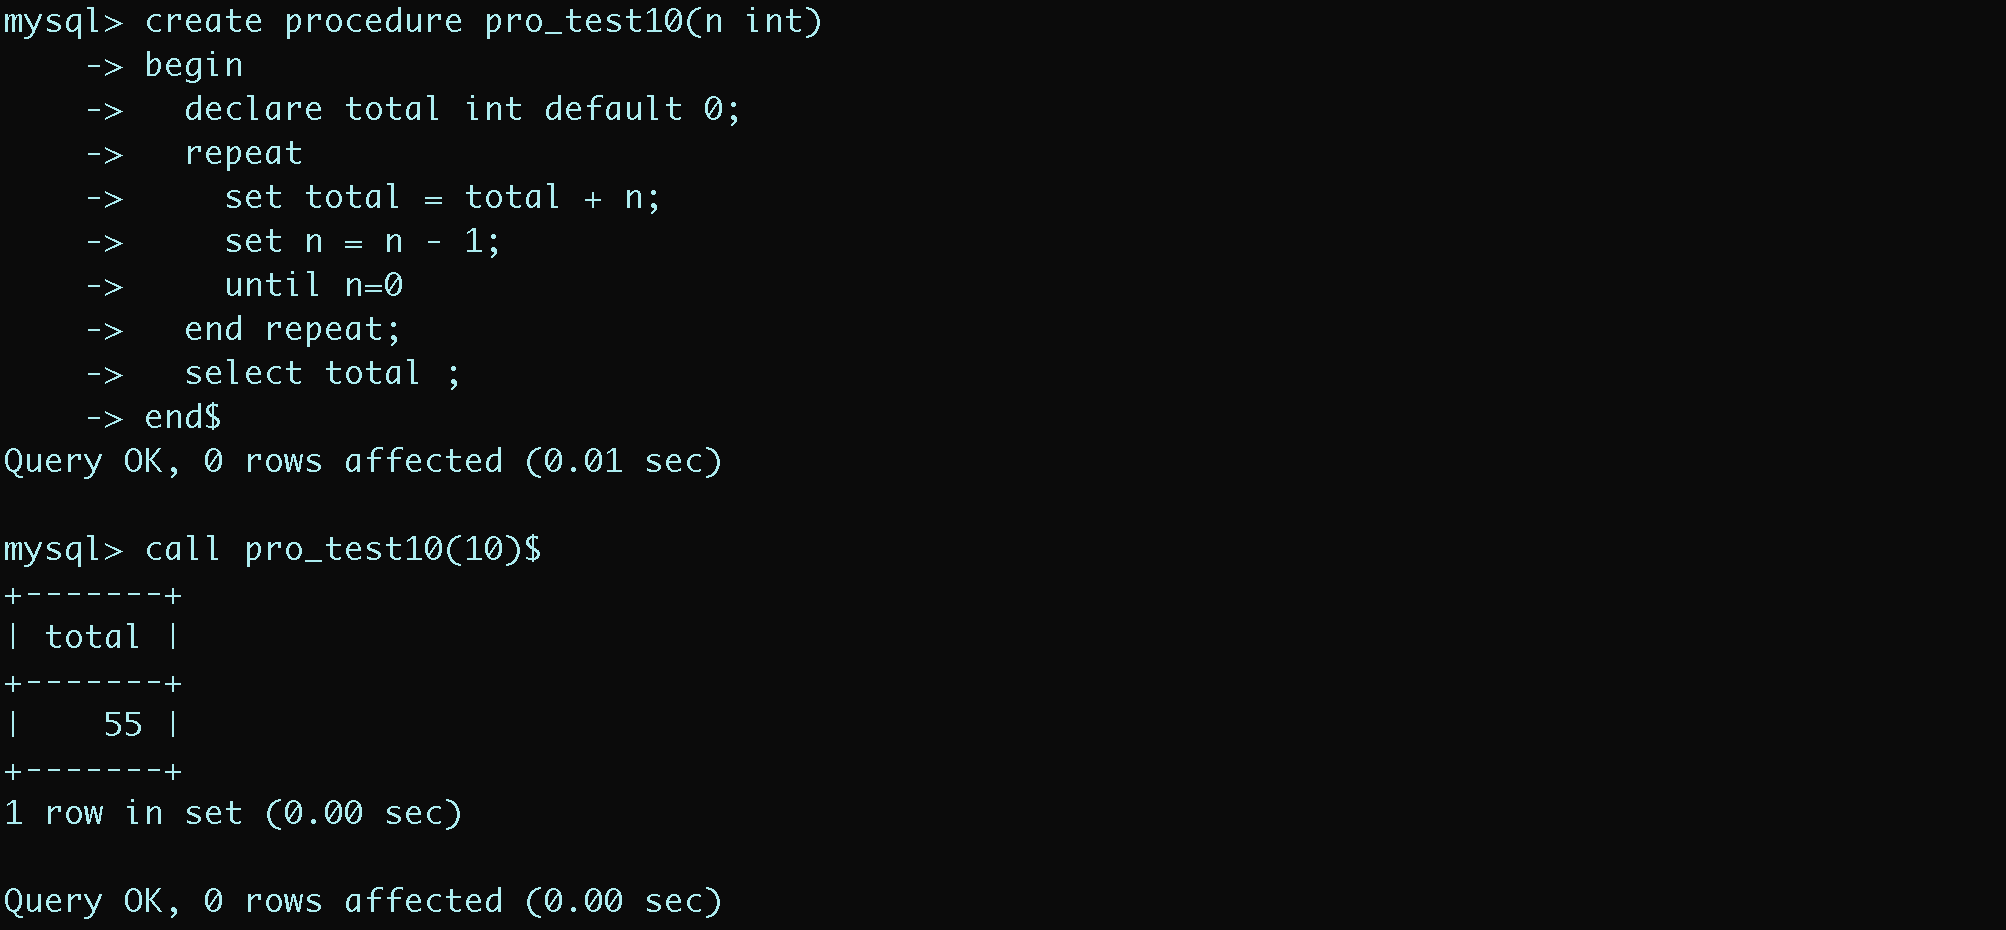 mysql> create procedure pro_test10(n int)
    -> begin
    ->   declare total int default 0;
    ->   repeat
    ->     set total = total + n;
    ->     set n = n - 1;
    ->     until n=0
    ->   end repeat;
    ->   select total ;
    -> end$
Query OK, 0 rows affected (0.01 sec)

mysql> call pro_test10(10)$
+-------+
| total |
+-------+
|    55 |
+-------+
1 row in set (0.00 sec)

Query OK, 0 rows affected (0.00 sec)